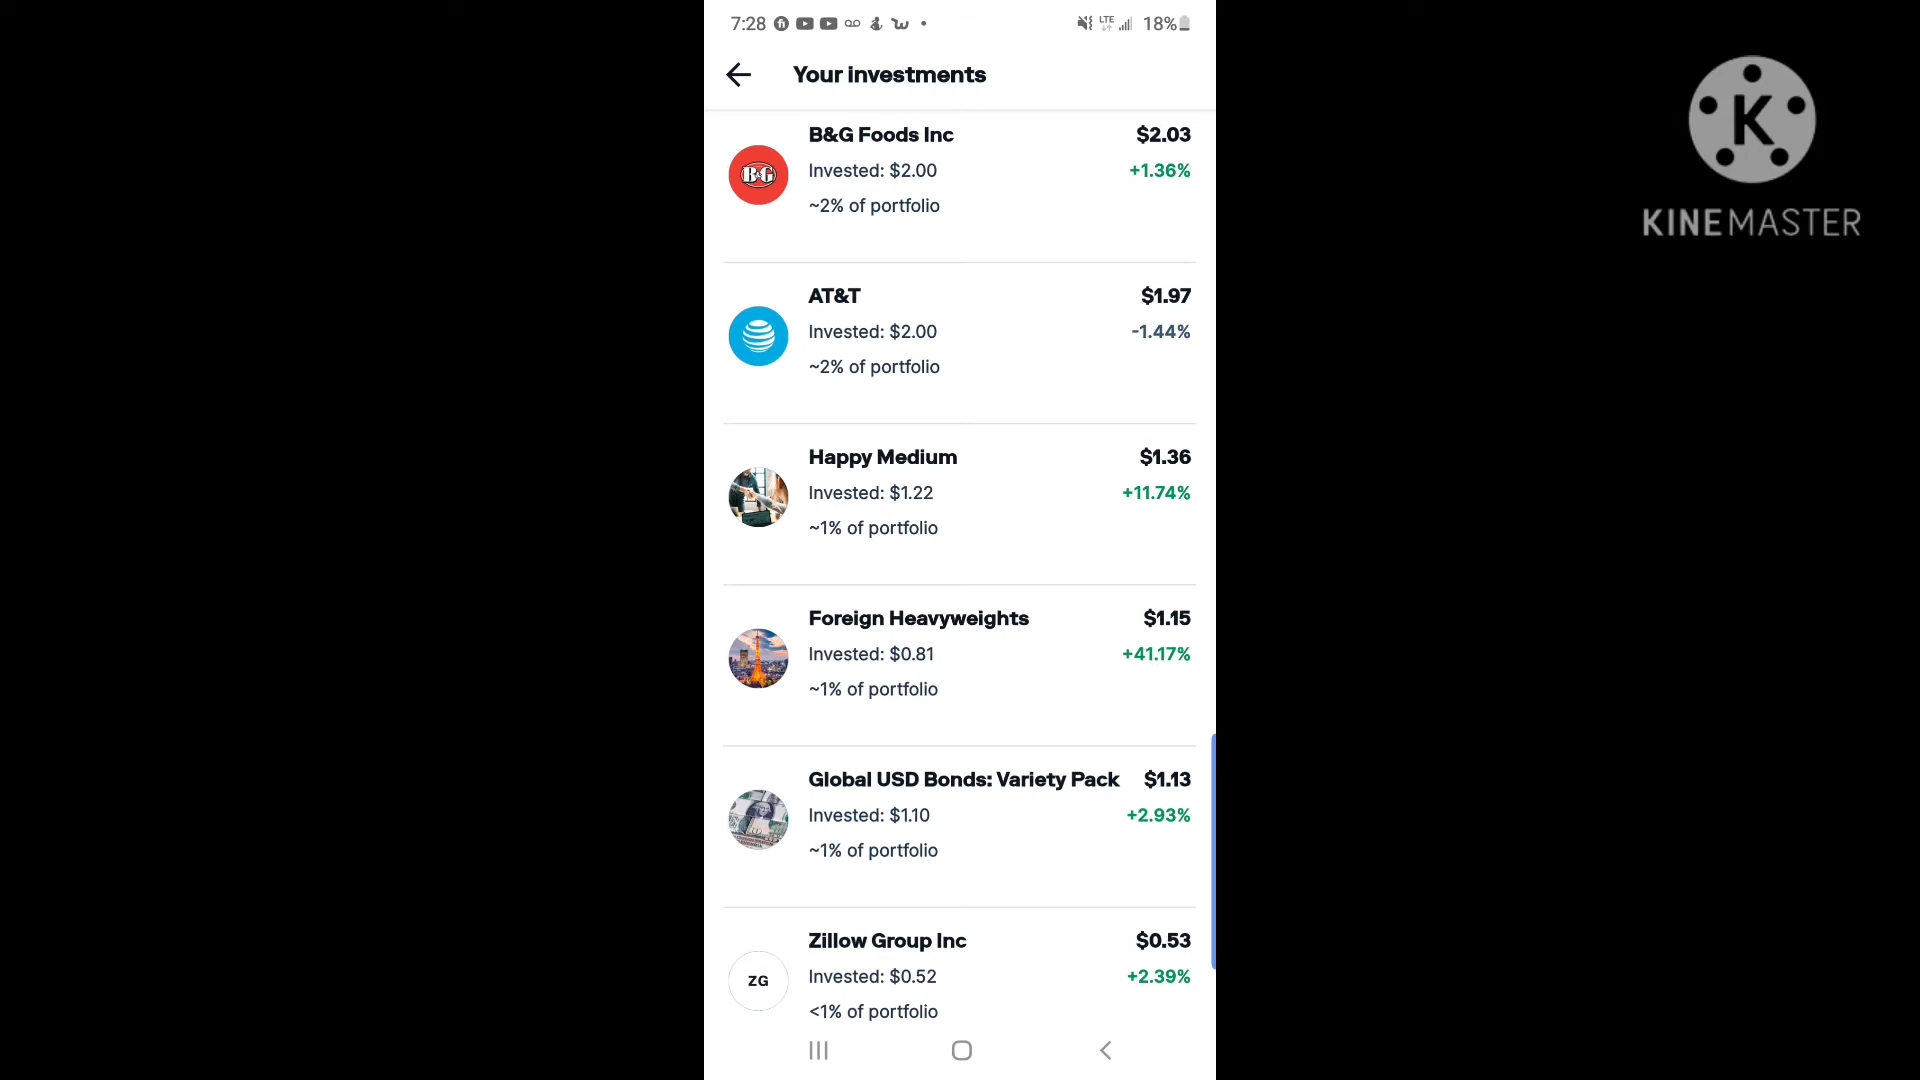 7:28
LTE
18%
Your investments
B&G Foods Inc $2.03
B&G
Invested: $2.00 +1.36%
~2% of portfolio
AT&T $1.97
Invested: $2.00 -1.44%
~2% of portfolio
Happy Medium $1.36
Invested: $1.22 +11.74%
~1% of portfolio
Foreign Heavyweights $1.15
Invested: $0.81 +41.17%
~1% of portfolio
Global USD Bonds: Variety Pack $1.13
Invested: $1.10 +2.93%
~1% of portfolio
Zillow Group Inc $0.53
ZG
Invested: $0.52 +2.39%
<1% of portfolio
K
KINEMASTER